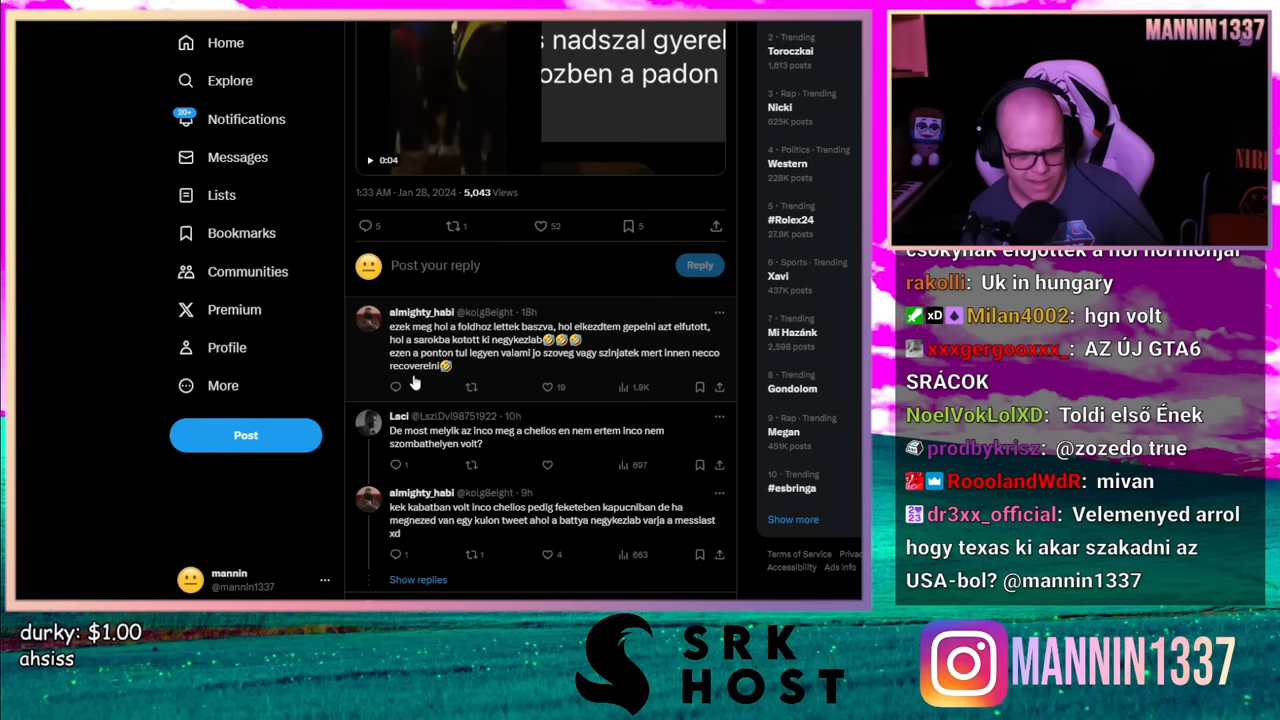 Home
Explore
20+
Notifications
Messages
Lists
Bookmarks
Communities
Premium
Profile
More
Post
mannin
@mannin1337
s nadszal gyerel
ozben a padon
0:04
1:33 AM · Jan 28, 2024 · 5,043 Views
5
1
52
5
Post your reply
Reply
almighty_habi @kolg8eight · 18h
ezek meg hol a foldhoz lettek baszva, hol elkezdtem gepelni azt elfutott,
hol a sarokba kotott ki negykezlab🤣🤣🤣
ezen a ponton tul legyen valami jo szoveg vagy szinjatek mert innen necco
recoverelni🤣
19
1.9K
Laci @LszlDvl98751922 · 10h
De most melyik az inco meg a chelios en nem ertem inco nem
szombathelyen volt?
1
697
almighty_habi @kolg8eight · 9h
kek kabatban volt inco chelios pedig feketeben kapucniban de ha
megnezed van egy kulon tweet ahol a battya negykezlab varja a messiast
xd
1
1
4
663
Show replies
2 · Trending
Toroczkai
1,613 posts
3 · Rap · Trending
Nicki
625K posts
4 · Politics · Trending
Western
228K posts
5 · Trending
#Rolex24
27.8K posts
6 · Sports · Trending
Xavi
437K posts
7 · Trending
Mi Hazánk
2,598 posts
8 · Trending
Gondolom
9 · Rap · Trending
Megan
451K posts
10 · Trending
#esbringa
Show more
Terms of Service Privac
Accessibility Ads info
MANNIN1337
csokynak előjöttek a női hormonjai
rakolli: Uk in hungary
xD Milan4002: hgn volt
xxxgergooxxx_: AZ ÚJ GTA6
SRÁCOK
NoelVokLolXD: Toldi első Ének
prodbykrisz: @zozedo true
RooolandWdR: mivan
dr3xx_official: Velemenyed arrol
hogy texas ki akar szakadni az
USA-bol? @mannin1337
durky: $1.00
ahsiss
SRK
HOST
MANNIN1337